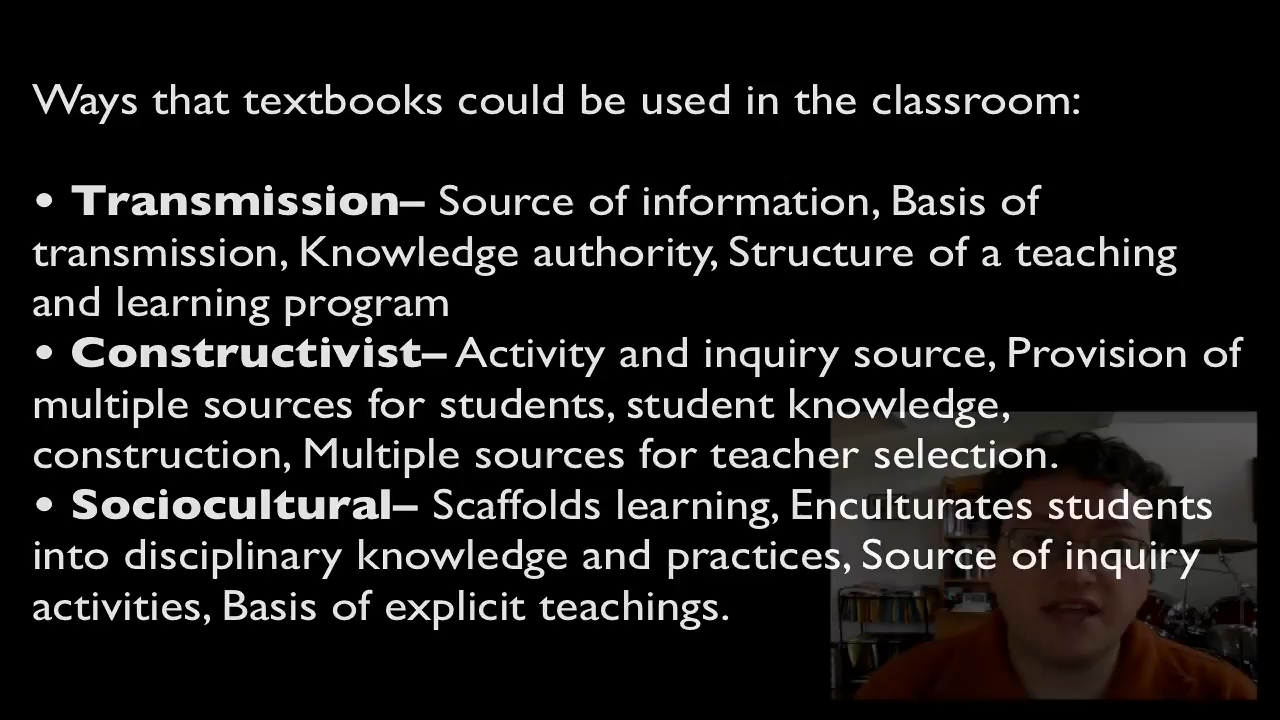 Ways that textbooks could be used in the classroom:
• Transmission– Source of information, Basis of
transmission, Knowledge authority, Structure of a teaching
and learning program
• Constructivist– Activity and inquiry source, Provision of
multiple sources for students, student knowledge,
construction, Multiple sources for teacher selection.
• Sociocultural– Scaffolds learning, Enculturates students
into disciplinary knowledge and practices, Source of inquiry
activities, Basis of explicit teachings.